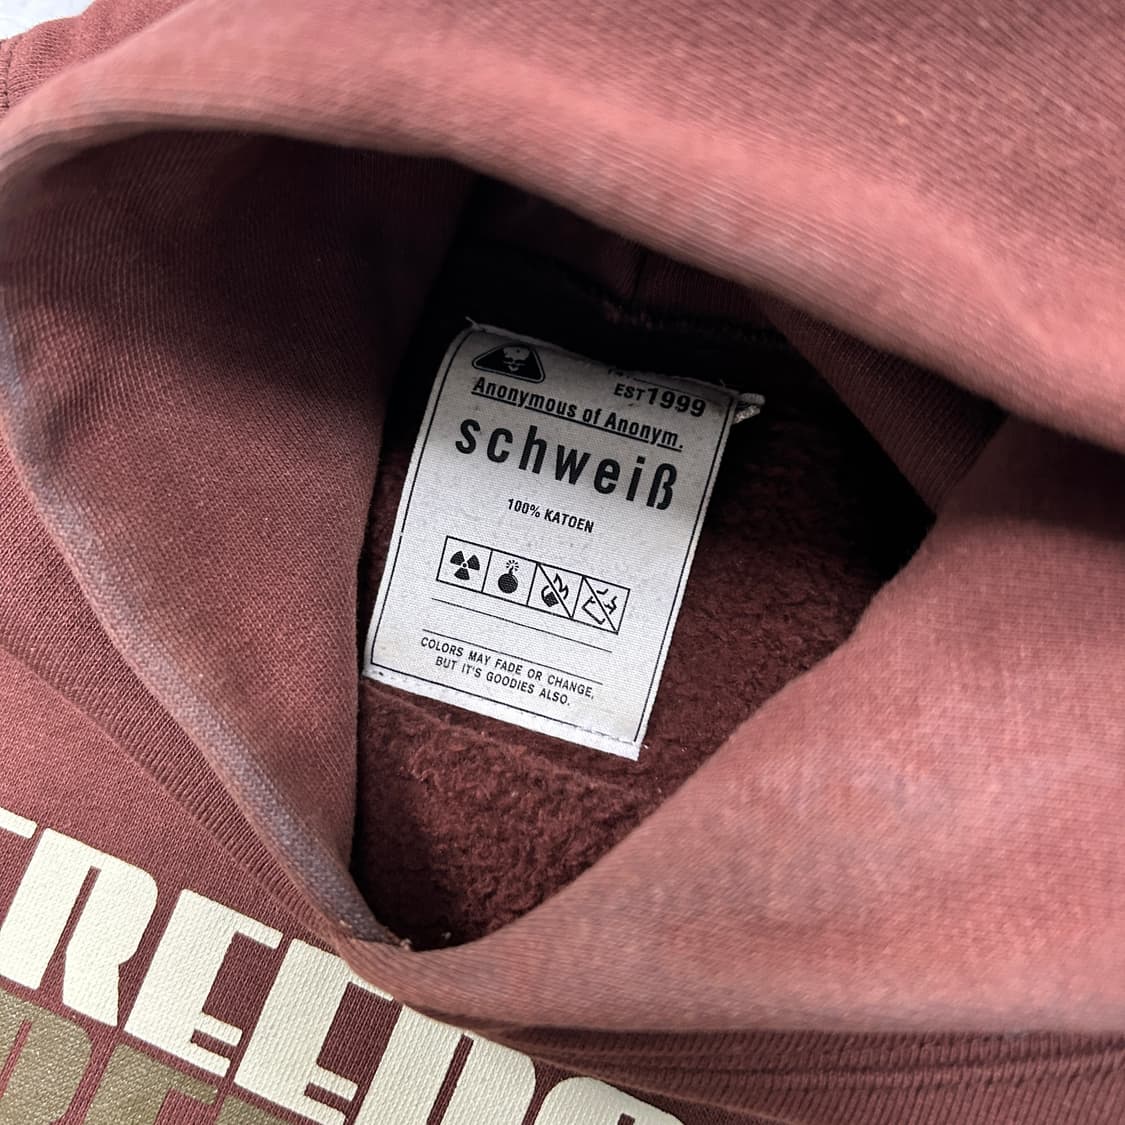 EST1999
Anonymous of Anonym.
schweiß
100% KATOEN
COLORS MAY FADE OR CHANGE,
BUT IT'S GOODIES ALSO.